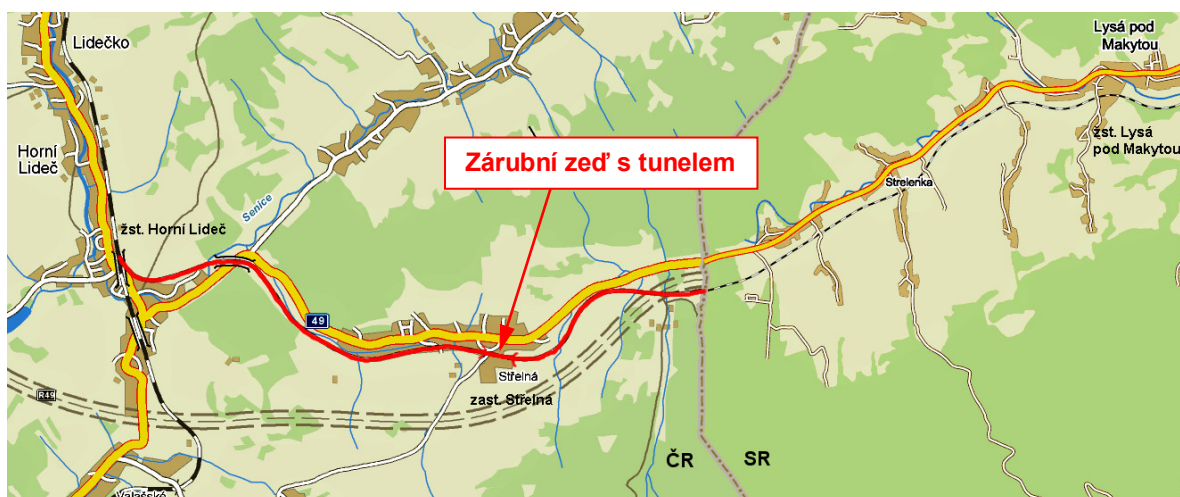 Lysá pod
Makytou
Lidečko
Horní
Lideč
Zárubní zeď s tunelem
žst. Lysá
pod Makytou
Strelenka
Senice
žst. Horní Lideč
49
Střelná
zast. Střelná
R49
ČR
SR
Valašské